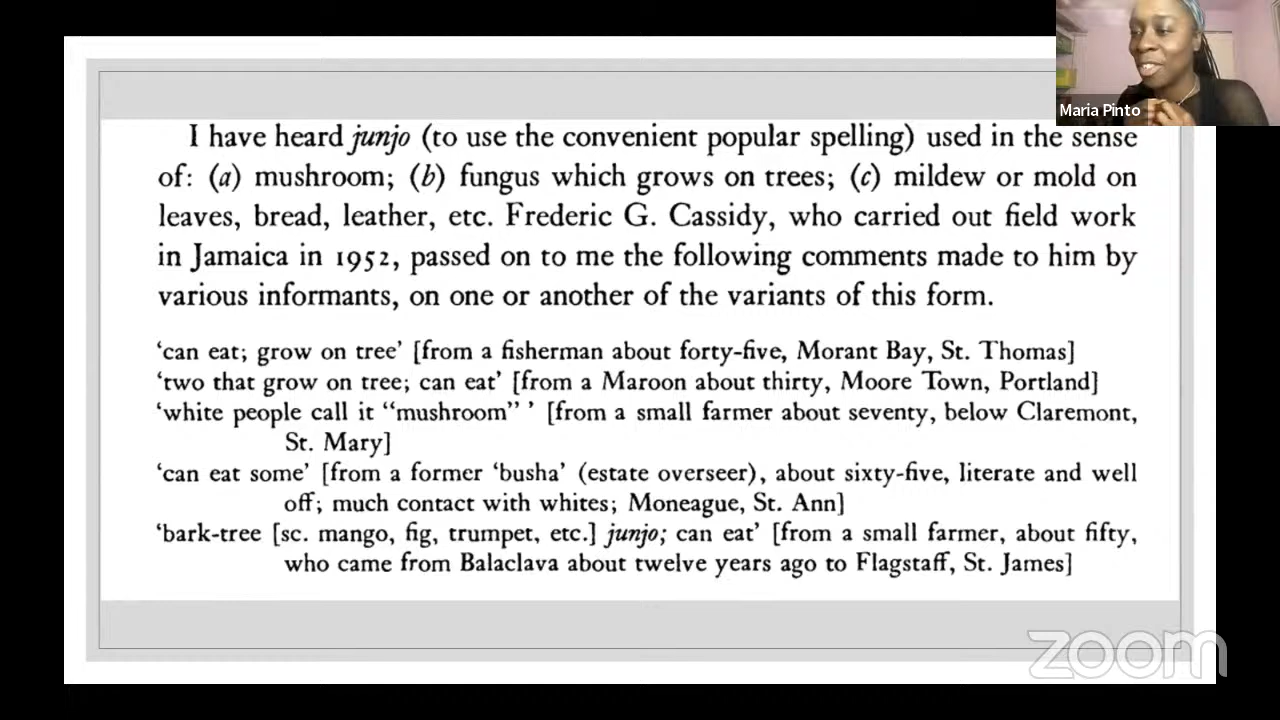 Maria Pinto
I have heard junjo (to use the convenient popular spelling) used in the sense
of: (a) mushroom; (b) fungus which grows on trees; (c) mildew or mold on
leaves, bread, leather, etc. Frederic G. Cassidy, who carried out field work
in Jamaica in 1952, passed on to me the following comments made to him by
various informants, on one or another of the variants of this form.
‘can eat; grow on tree’ [from a fisherman about forty-five, Morant Bay, St. Thomas]
‘two that grow on tree; can eat’ [from a Maroon about thirty, Moore Town, Portland]
‘white people call it “mushroom” ’ [from a small farmer about seventy, below Claremont,
St. Mary]
‘can eat some’ [from a former ‘busha’ (estate overseer), about sixty-five, literate and well
off; much contact with whites; Moneague, St. Ann]
‘bark-tree [sc. mango, fig, trumpet, etc.] junjo; can eat’ [from a small farmer, about fifty,
who came from Balaclava about twelve years ago to Flagstaff, St. James]
zoom